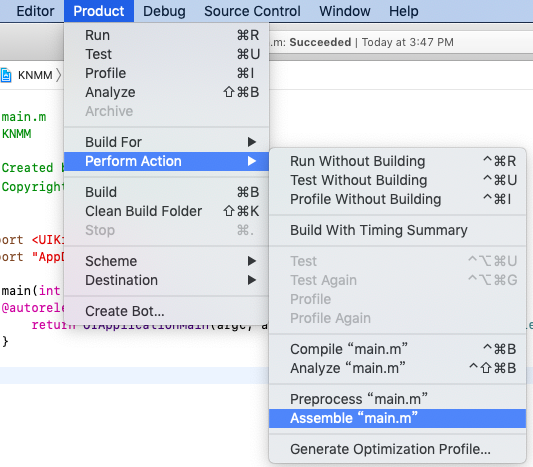 Editor Product Debug Source Control Window Help
.m: Succeeded | Today at 3:47 PM
KNMM
main.m
KNMM
Created b
Copyright
port <UIKi
port "AppD
main(int
@autorele
return UIApplicationMain(argc, a
}
Run ⌘R
Test ⌘U
Profile ⌘I
Analyze ⇧⌘B
Archive
Build For
Perform Action
Build ⌘B
Clean Build Folder ⇧⌘K
Stop ⌘.
Scheme
Destination
Create Bot...
Run Without Building ^⌘R
Test Without Building ^⌘U
Profile Without Building ^⌘I
Build With Timing Summary
Test ^⌥⌘U
Test Again ^⌥⌘G
Profile
Profile Again
Compile “main.m” ^⌘B
Analyze “main.m” ^⇧⌘B
Preprocess “main.m”
Assemble “main.m”
Generate Optimization Profile...